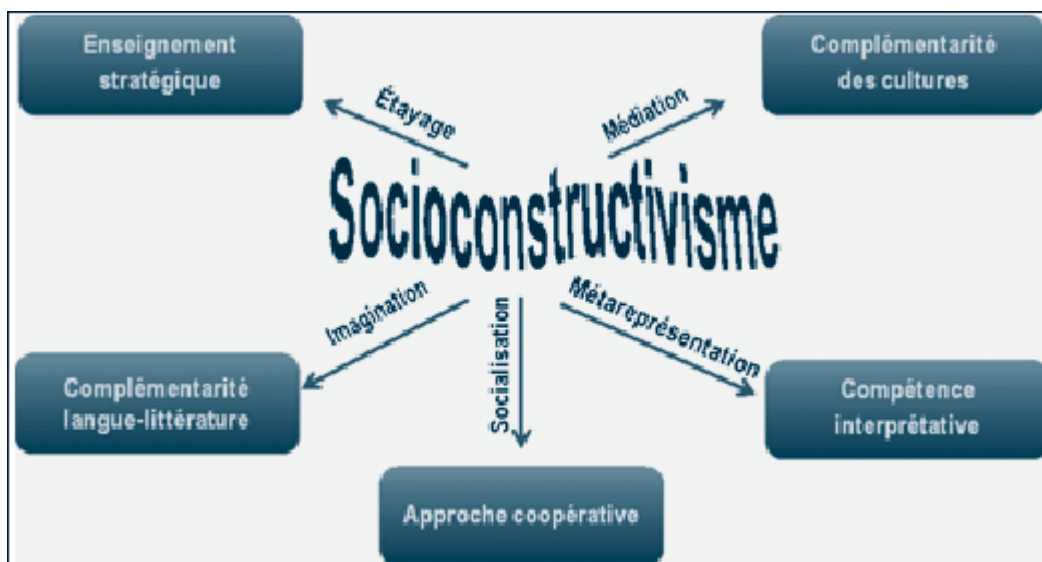 Enseignement
stratégique
Complémentarité
des cultures
Étayage
Médiation
Socioconstructivisme
Imagination
Socialisation
Métareprésentation
Complémentarité
langue-littérature
Compétence
interprétative
Approche coopérative